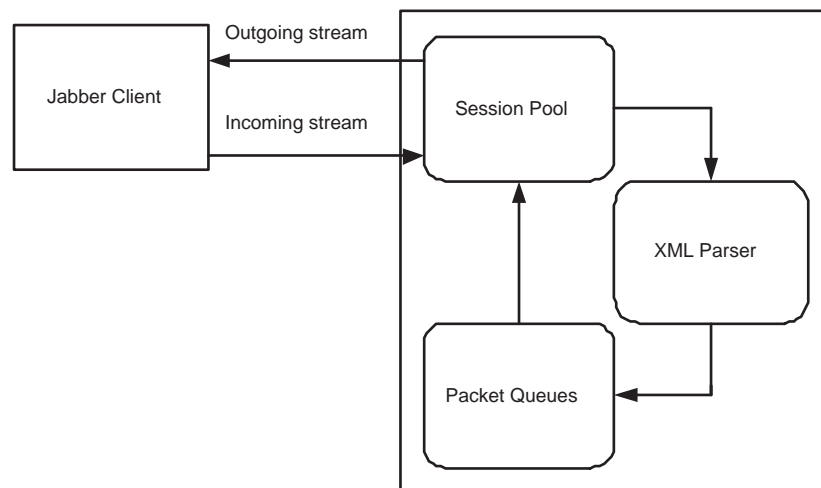 Outgoing stream
Jabber Client
Session Pool
Incoming stream
XML Parser
Packet Queues